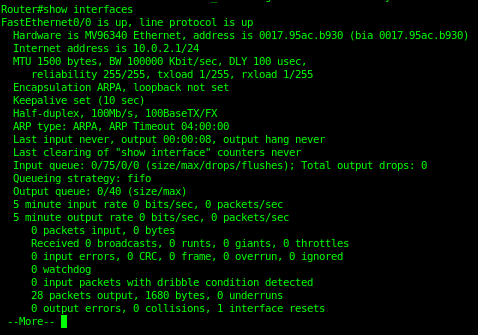 Router#show interfaces
FastEthernet0/0 is up, line protocol is up
Hardware is MV96340 Ethernet, address is 0017.95ac.b930 (bia 0017.95ac.b930)
Internet address is 10.0.2.1/24
MTU 1500 bytes, BW 100000 Kbit/sec, DLY 100 usec,
reliability 255/255, txload 1/255, rxload 1/255
Encapsulation ARPA, loopback not set
Keepalive set (10 sec)
Half-duplex, 100Mb/s, 100BaseTX/FX
ARP type: ARPA, ARP Timeout 04:00:00
Last input never, output 00:00:08, output hang never
Last clearing of "show interface" counters never
Input queue: 0/75/0/0 (size/max/drops/flushes); Total output drops: 0
Queueing strategy: fifo
Output queue: 0/40 (size/max)
5 minute input rate 0 bits/sec, 0 packets/sec
5 minute output rate 0 bits/sec, 0 packets/sec
0 packets input, 0 bytes
Received 0 broadcasts, 0 runts, 0 giants, 0 throttles
0 input errors, 0 CRC, 0 frame, 0 overrun, 0 ignored
0 watchdog
0 input packets with dribble condition detected
28 packets output, 1680 bytes, 0 underruns
0 output errors, 0 collisions, 1 interface resets
--More--